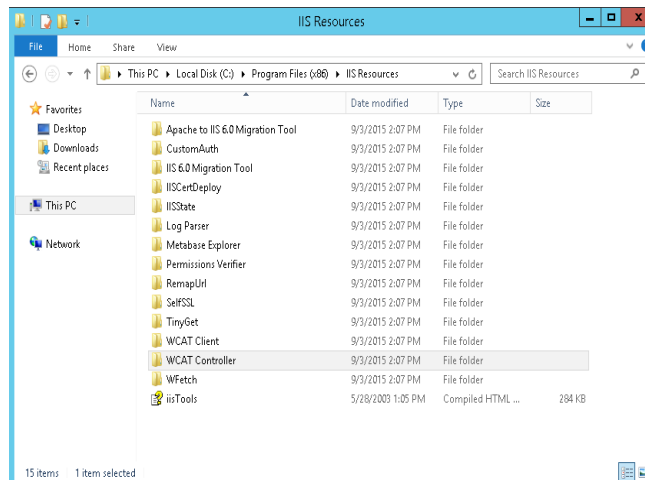 IIS Resources
File Home Share View
This PC Local Disk (C:) Program Files (x86) IIS Resources Search IIS Resources
Name Date modified Type Size
Favorites
Desktop
Downloads
Recent places
This PC
Network
Apache to IIS 6.0 Migration Tool 9/3/2015 2:07 PM File folder
CustomAuth 9/3/2015 2:07 PM File folder
IIS 6.0 Migration Tool 9/3/2015 2:07 PM File folder
IISCertDeploy 9/3/2015 2:07 PM File folder
IISState 9/3/2015 2:07 PM File folder
Log Parser 9/3/2015 2:07 PM File folder
Metabase Explorer 9/3/2015 2:07 PM File folder
Permissions Verifier 9/3/2015 2:07 PM File folder
RemapUrl 9/3/2015 2:07 PM File folder
SelfSSL 9/3/2015 2:07 PM File folder
TinyGet 9/3/2015 2:07 PM File folder
WCAT Client 9/3/2015 2:07 PM File folder
WCAT Controller 9/3/2015 2:07 PM File folder
WFetch 9/3/2015 2:07 PM File folder
iisTools 5/28/2003 1:05 PM Compiled HTML ... 284 KB
15 items 1 item selected